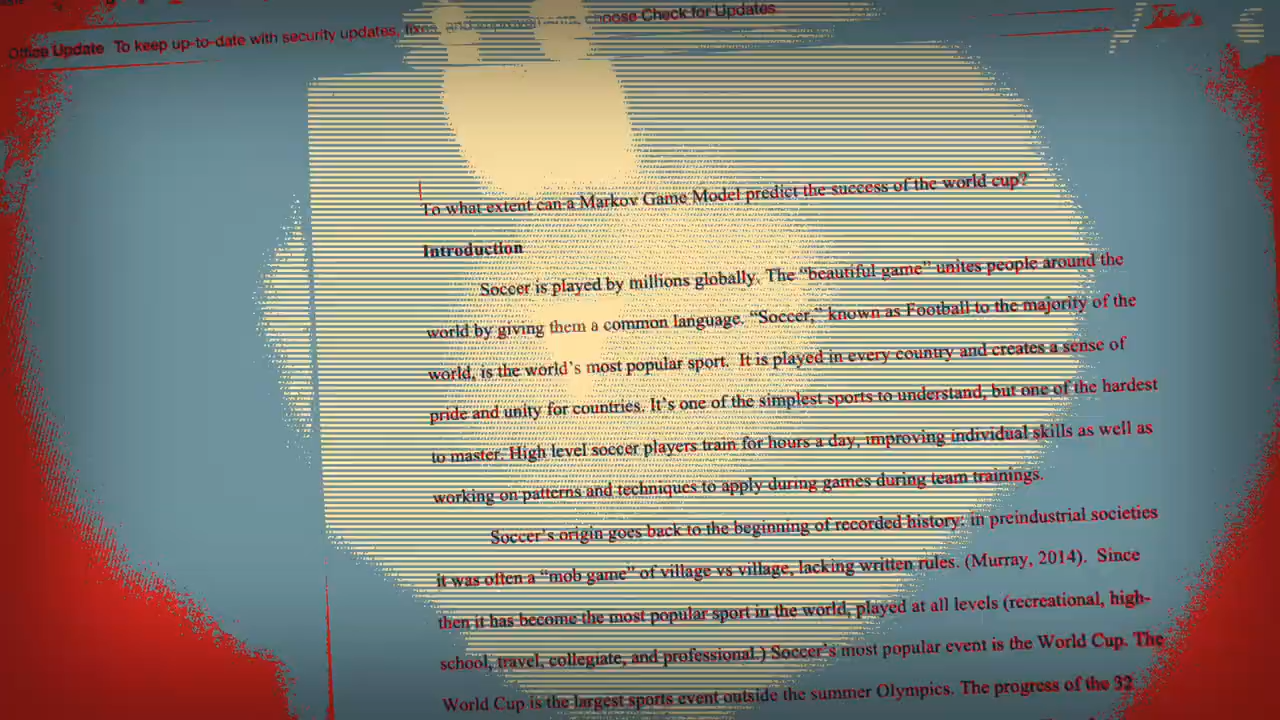 Office Update To keep up-to-date with security updates, fixes, and improvements, choose Check for Updates
To what extent can a Markov Game Model predict the success of the world cup?
Introduction
Soccer is played by millions globally. The “beautiful game” unites people around the
world by giving them a common language. “Soccer,” known as Football to the majority of the
world, is the world’s most popular sport. It is played in every country and creates a sense of
pride and unity for countries. It’s one of the simplest sports to understand, but one of the hardest
to master. High level soccer players train for hours a day, improving individual skills as well as
working on patterns and techniques to apply during games during team trainings.
Soccer’s origin goes back to the beginning of recorded history: in preindustrial societies
it was often a “mob game” of village vs village, lacking written rules. (Murray, 2014). Since
then it has become the most popular sport in the world, played at all levels (recreational, high-
school, travel, collegiate, and professional.) Soccer’s most popular event is the World Cup. The
World Cup is the largest sports event outside the summer Olympics. The progress of the 32